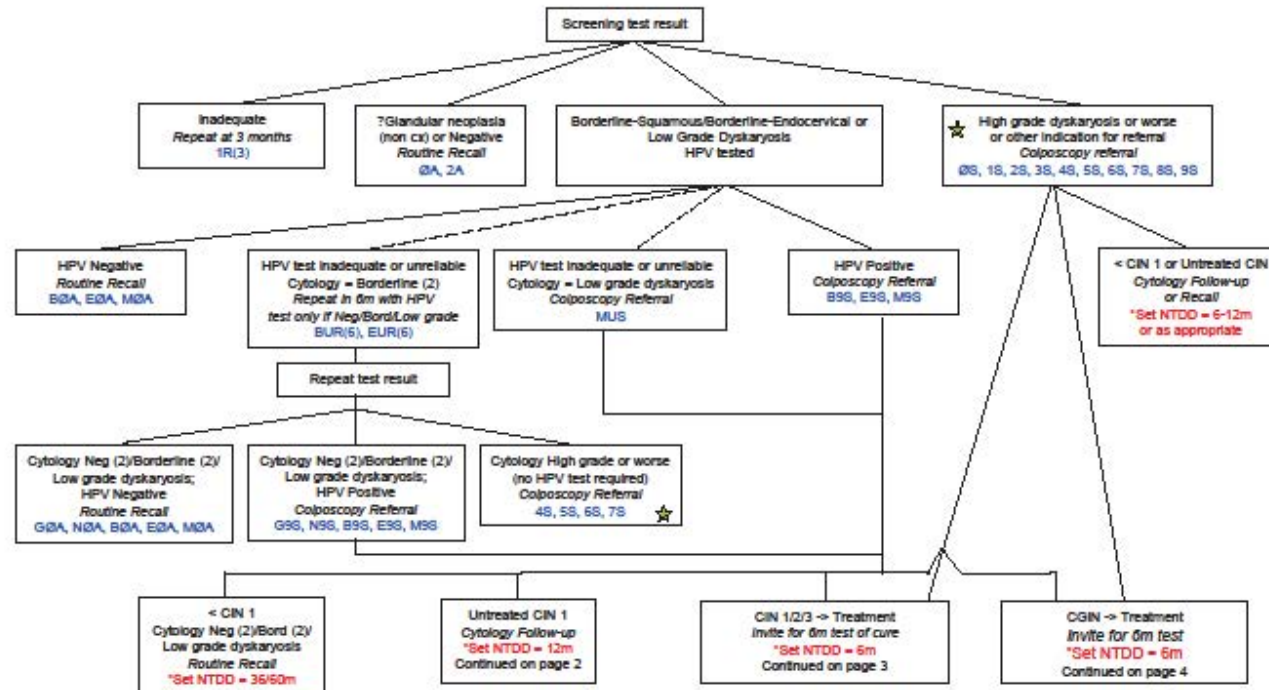 Screening test result
Inadequate
Repeat at 3 months
1R(3)
?Glandular neoplasia
(non cx) or Negative
Routine Recall
ØA, 2A
Borderline-Squamous/Borderline-Endocervical or
Low Grade Dyskaryosis
HPV tested
High grade dyskaryosis or worse
or other indication for referral
Colposcopy referral
ØS, 1S, 2S, 3S, 4S, 5S, 6S, 7S, 8S, 9S
HPV Negative
Routine Recall
BØA, EØA, MØA
HPV test inadequate or unreliable
Cytology = Borderline (2)
Repeat in 6m with HPV
test only if Neg/Bord/Low grade
BUR(6), EUR(6)
HPV test inadequate or unreliable
Cytology = Low grade dyskaryosis
Colposcopy Referral
MUS
HPV Positive
Colposcopy Referral
B9S, E9S, M9S
< CIN 1 or Untreated CIN
Cytology Follow-up
or Recall
*Set NTDD = 6-12m
or as appropriate
Repeat test result
Cytology Neg (2)/Borderline (2)/
Low grade dyskaryosis;
HPV Negative
Routine Recall
GØA, NØA, BØA, EØA, MØA
Cytology Neg (2)/Borderline (2)/
Low grade dyskaryosis;
HPV Positive
Colposcopy Referral
G9S, N9S, B9S, E9S, M9S
Cytology High grade or worse
(no HPV test required)
Colposcopy Referral
4S, 5S, 6S, 7S
< CIN 1
Cytology Neg (2)/Bord (2)/
Low grade dyskaryosis
Routine Recall
*Set NTDD = 36/60m
Untreated CIN 1
Cytology Follow-up
*Set NTDD = 12m
Continued on page 2
CIN 1/2/3 -> Treatment
Invite for 6m test of cure
*Set NTDD = 6m
Continued on page 3
CGIN -> Treatment
Invite for 6m test
*Set NTDD = 6m
Continued on page 4